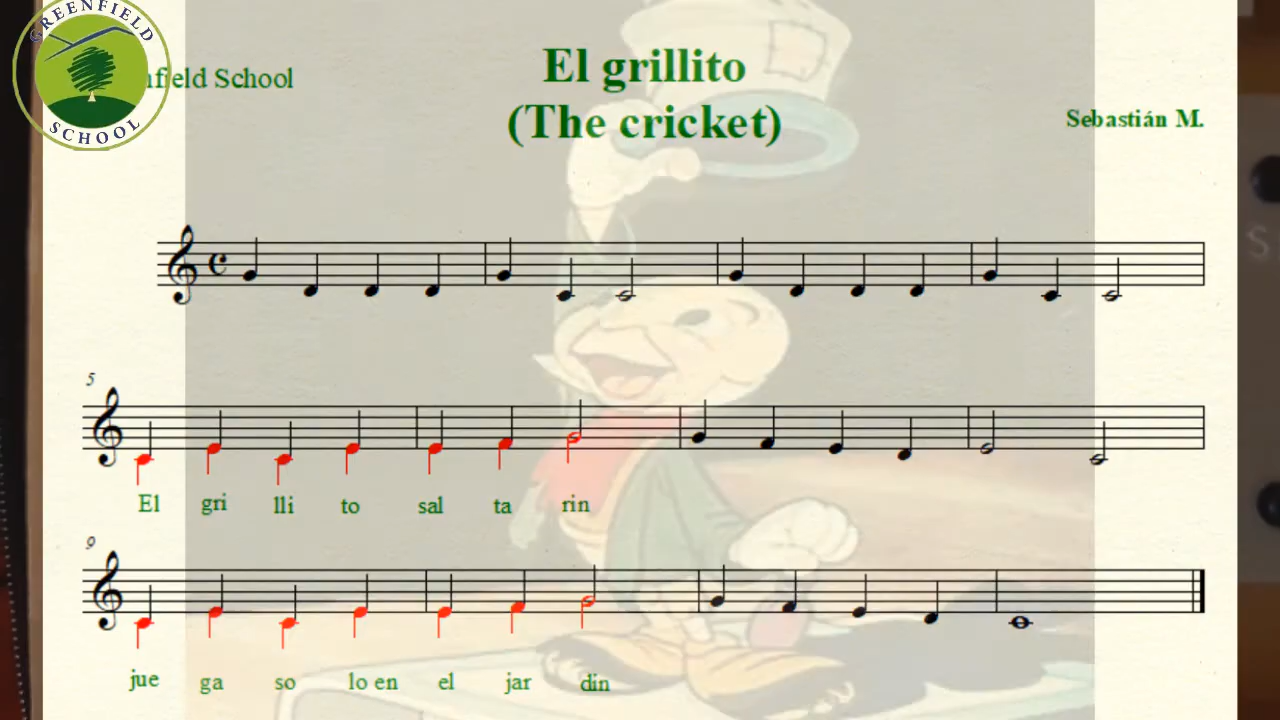 GREENFIELD
SCHOOL
nfield School
El grillito
(The cricket)
Sebastián M.
5
El gri lli to sal ta rin
9
jue ga so lo en el jar din